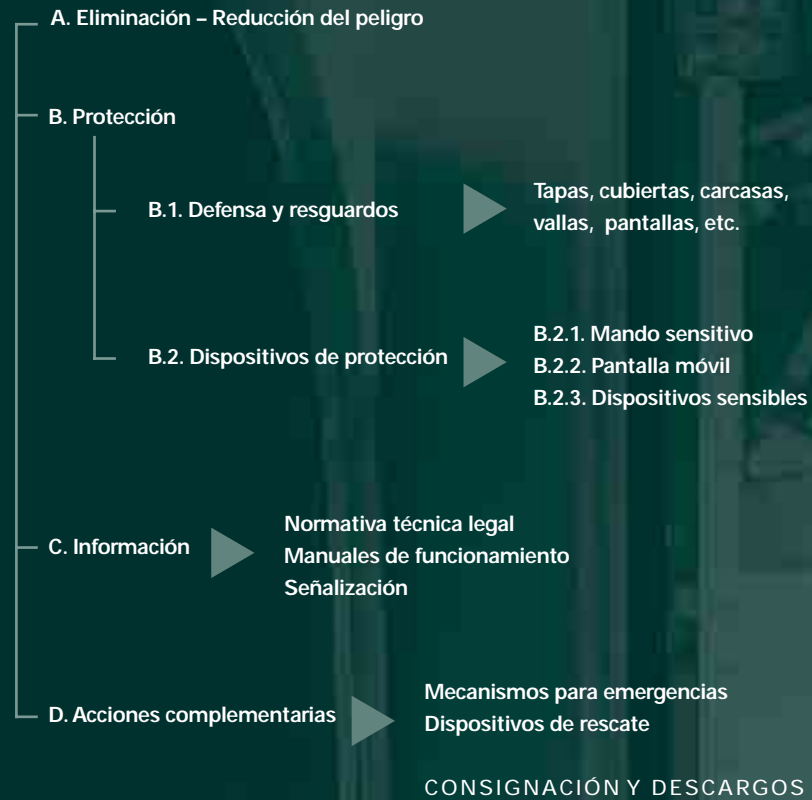 A. Eliminación – Reducción del peligro
B. Protección
B.1. Defensa y resguardos
Tapas, cubiertas, carcasas,
vallas, pantallas, etc.
B.2. Dispositivos de protección
B.2.1. Mando sensitivo
B.2.2. Pantalla móvil
B.2.3. Dispositivos sensibles
C. Información
Normativa técnica legal
Manuales de funcionamiento
Señalización
D. Acciones complementarias
Mecanismos para emergencias
Dispositivos de rescate
CONSIGNACIÓN Y DESCARGOS